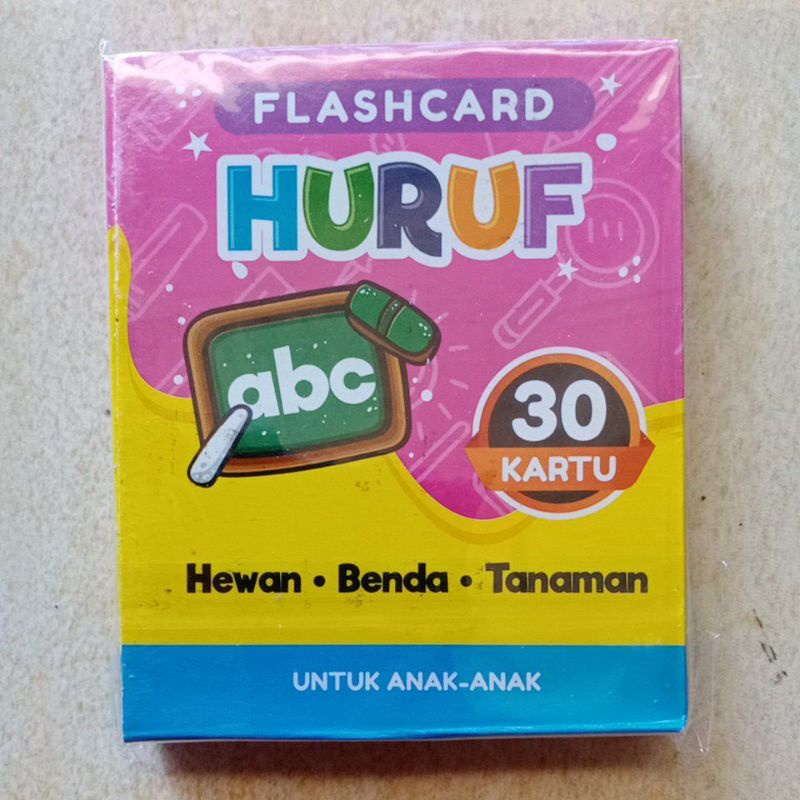 FLASHCARD
HURUF
abc
30
KARTU
Hewan • Benda • Tanaman
UNTUK ANAK-ANAK